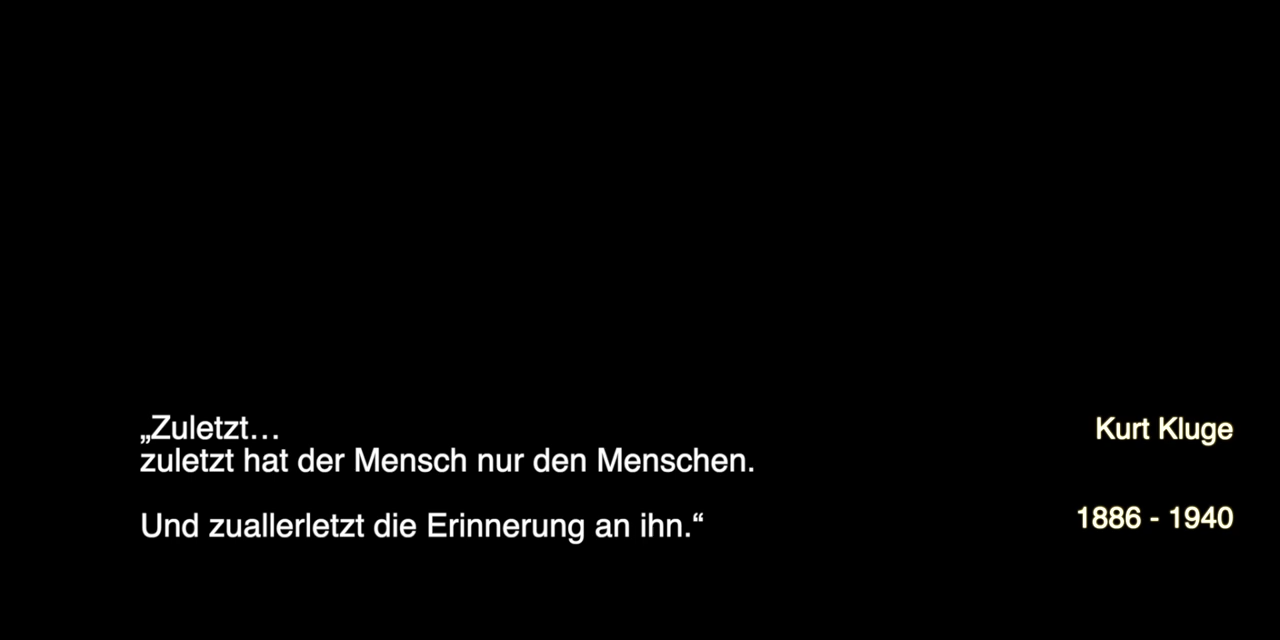 „Zuletzt…
zuletzt hat der Mensch nur den Menschen.
Und zuallerletzt die Erinnerung an ihn.“
Kurt Kluge
1886 - 1940